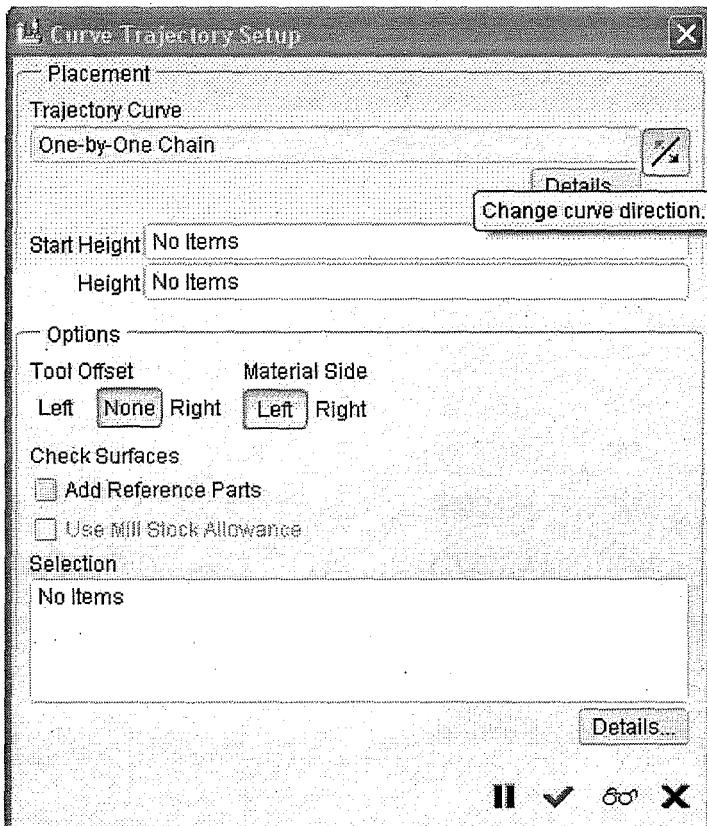 Curve Trajectory Setup
Placement
Trajectory Curve
One-by-One Chain
Details...
Change curve direction.
Start Height No Items
Height No Items
Options
Tool Offset Material Side
Left None Right Left Right
Check Surfaces
Add Reference Parts
Use Mill Stock Allowance
Selection
No Items
Details...